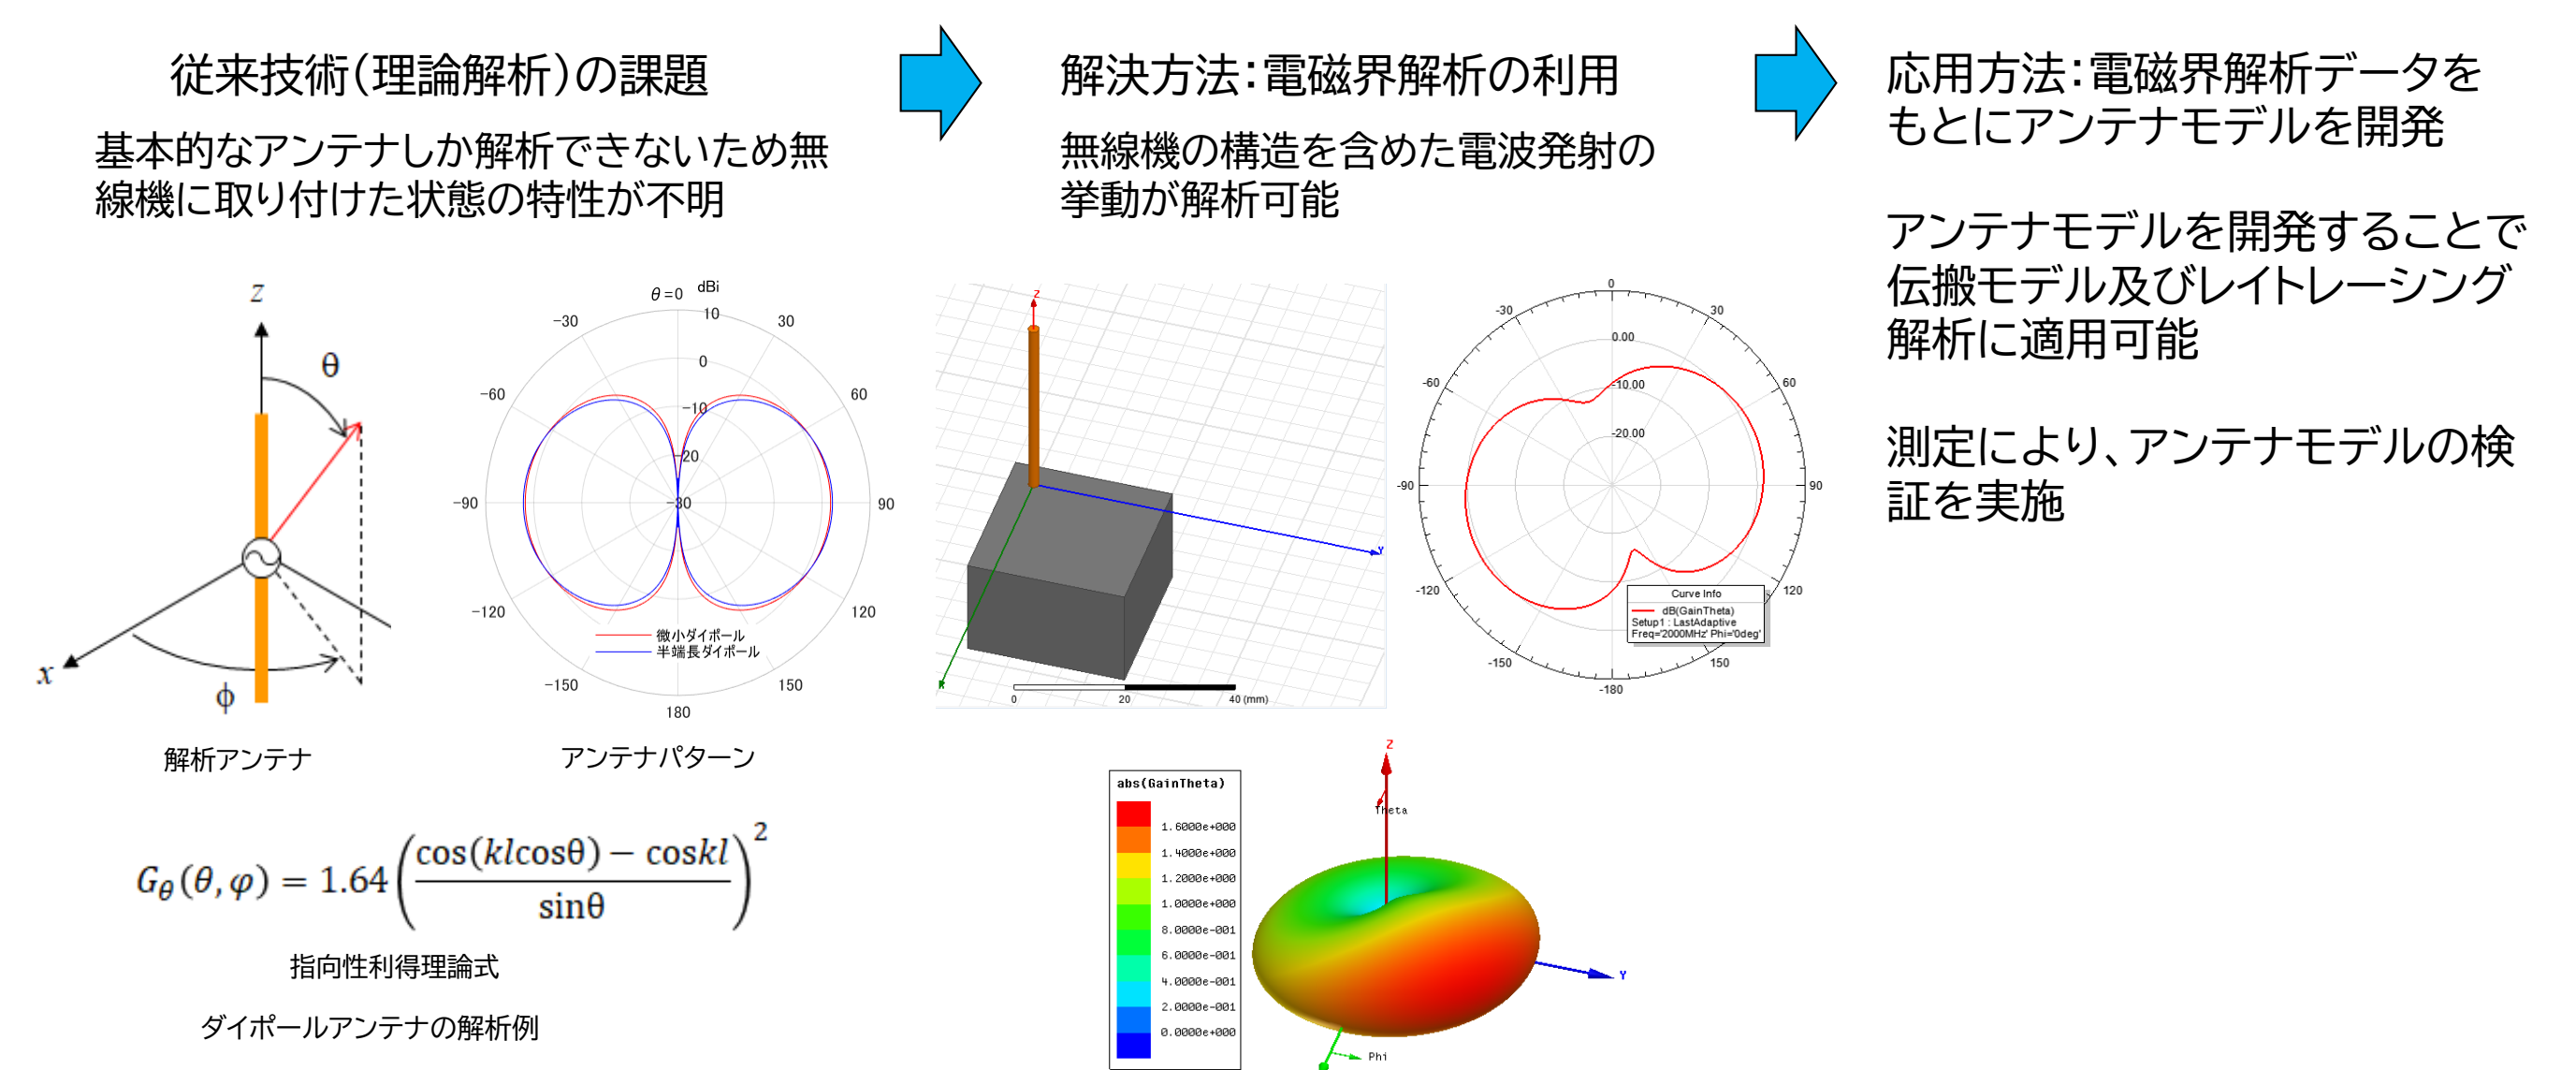 従来技術(理論解析)の課題
基本的なアンテナしか解析できないため無
線機に取り付けた状態の特性が不明
z
θ
x
ϕ
解析アンテナ
θ=0
dBi
10
0
-10
-20
-30
-30
30
-60
60
-90
90
-120
120
-150
150
180
微小ダイポール
半端長ダイポール
アンテナパターン
Gθ(θ,φ) = 1.64 ( (cos(klcosθ) − coskl) / sinθ )²
指向性利得理論式
ダイポールアンテナの解析例
解決方法:電磁界解析の利用
無線機の構造を含めた電波発射の
挙動が解析可能
Z
Y
X
0 20 40 (mm)
0
-30
30
0.00
-60
60
-10.00
-20.00
-90
90
-120
120
-150
150
-180
Curve Info
dB(GainTheta)
Setup1 : LastAdaptive
Freq='2000MHz' Phi='0deg'
abs(GainTheta)
1.6000e+000
1.4000e+000
1.2000e+000
1.0000e+000
8.0000e-001
6.0000e-001
4.0000e-001
2.0000e-001
0.0000e+000
Z
Theta
Y
Phi
応用方法:電磁界解析データを
もとにアンテナモデルを開発
アンテナモデルを開発することで
伝搬モデル及びレイトレーシング
解析に適用可能
測定により、アンテナモデルの検
証を実施